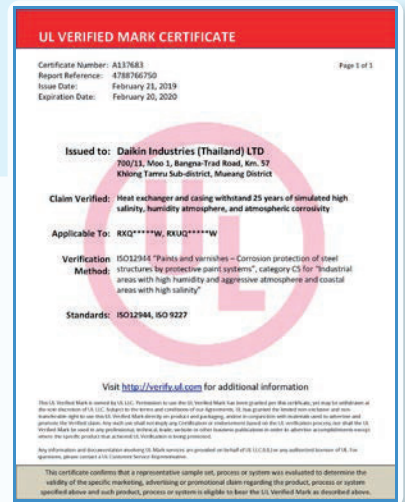 UL VERIFIED MARK CERTIFICATE
Certificate Number: A137683
Page 1 of 1
Report Reference: 4788766750
Issue Date: February 21, 2019
Expiration Date: February 20, 2020
Issued to: Daikin Industries (Thailand) LTD
700/11, Moo 1, Bangna-Trad Road, Km. 57
Khlong Tamru Sub-district, Mueang District
Claim Verified: Heat exchanger and casing withstand 25 years of simulated high
salinity, humidity atmosphere, and atmospheric corrosivity
Applicable To: RXQ*****W, RXUQ*****W
Verification ISO12944 "Paints and varnishes – Corrosion protection of steel
Method: structures by protective paint systems", category C5 for "Industrial
areas with high humidity and aggressive atmosphere and coastal
areas with high salinity"
Standards: ISO12944, ISO 9227
UL
Visit http://verify.ul.com for additional information
This certificate confirms that a representative sample set, process or system was evaluated to determine the
validity of the specific marketing, advertising or promotional claim regarding the product, process or system
specified above and such product, process or system is eligible to bear the UL Verified Mark as described above.